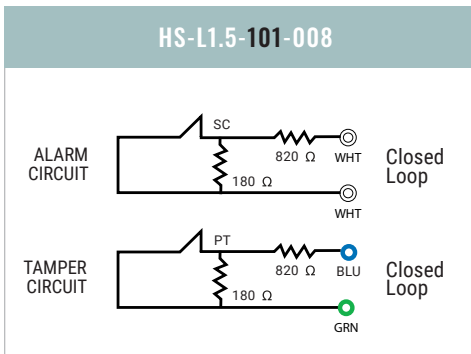 HS-L1.5-101-008
SC
820 Ω
WHT
ALARM
CIRCUIT
180 Ω
Closed
Loop
WHT
PT
820 Ω
BLU
TAMPER
CIRCUIT
180 Ω
Closed
Loop
GRN